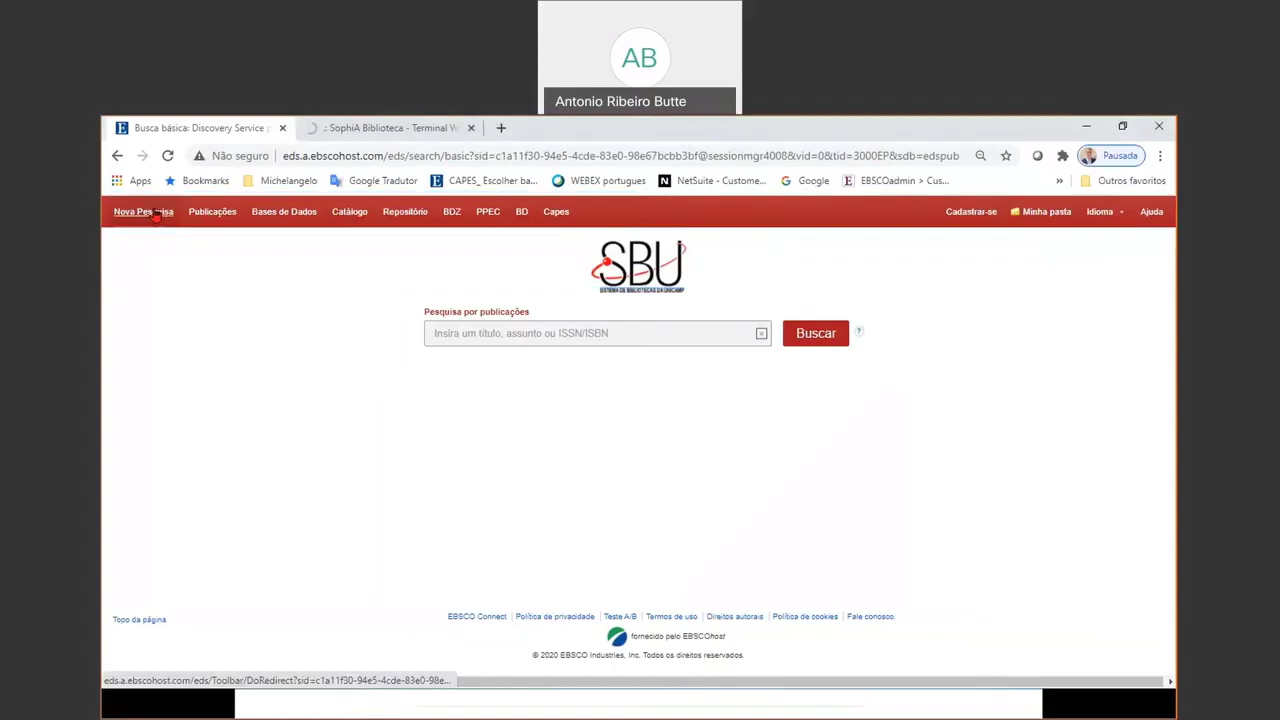 AB
Antonio Ribeiro Butte
Busca básica: Discovery Service p
.: SophiA Biblioteca - Terminal W
Não seguro
eds.a.ebscohost.com/eds/search/basic?sid=c1a11f30-94e5-4cde-83e0-98e67bcbb3bf@sessionmgr4008&vid=0&tid=3000EP&sdb=edspub
Pausada
Apps Bookmarks Michelangelo Google Tradutor CAPES_ Escolher ba... WEBEX portugues NetSuite - Custome... Google EBSCOadmin > Cus... » Outros favoritos
Nova Pesquisa Publicações Bases de Dados Catálogo Repositório BDZ PPEC BD Capes Cadastrar-se Minha pasta Idioma Ajuda
SBU
SISTEMA DE BIBLIOTECAS DA UNICAMP
Pesquisa por publicações
Insira um título, assunto ou ISSN/ISBN
Buscar
?
Topo da página
EBSCO Connect | Política de privacidade | Teste A/B | Termos de uso | Direitos autorais | Política de cookies | Fale conosco.
fornecido pelo EBSCOhost
© 2020 EBSCO Industries, Inc. Todos os direitos reservados.
eds.a.ebscohost.com/eds/Toolbar/DoRedirect?sid=c1a11f30-94e5-4cde-83e0-98e...